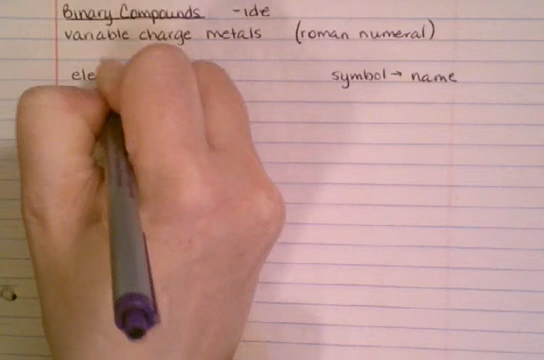 Binary Compounds -ide
variable charge metals (roman numeral)
ele symbol → name